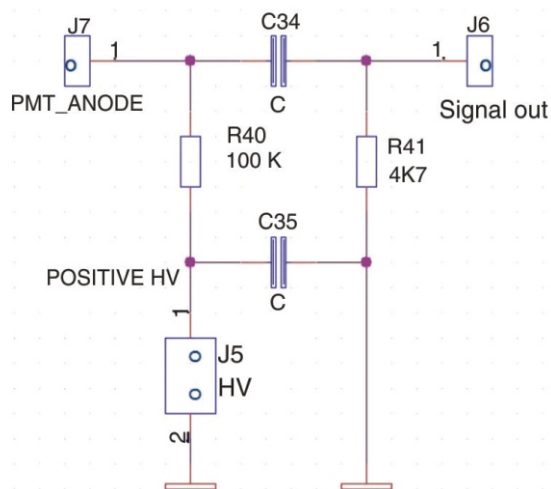 J7
1
PMT_ANODE
C34
C
J6
1
Signal out
R40
100 K
R41
4K7
C35
C
POSITIVE HV
1
J5
HV
2